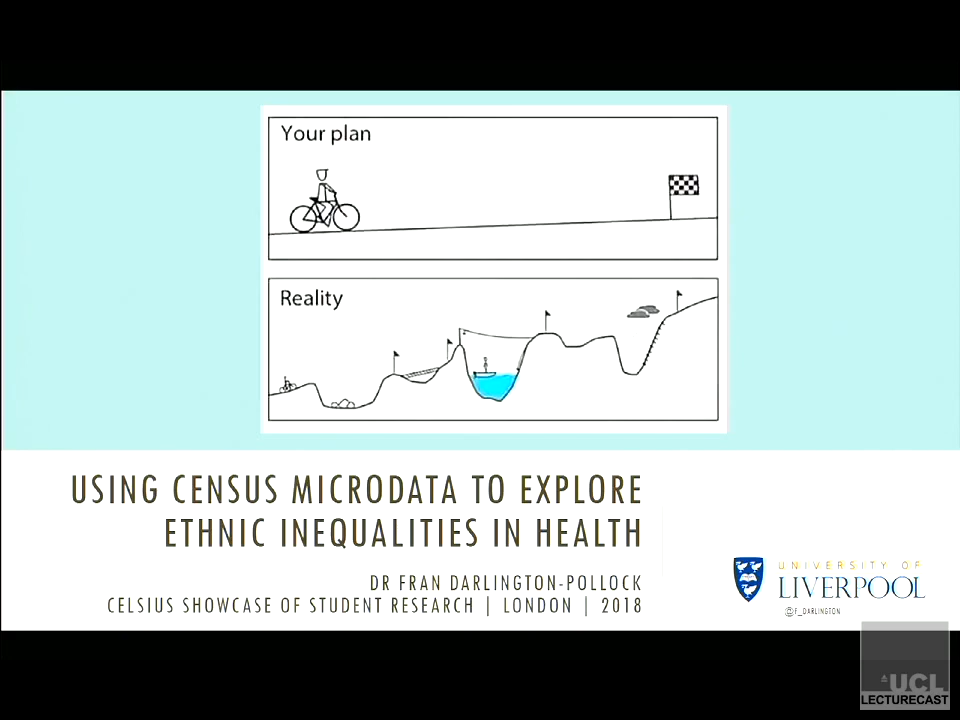 Your plan
Reality
USING CENSUS MICRODATA TO EXPLORE
ETHNIC INEQUALITIES IN HEALTH
DR FRAN DARLINGTON-POLLOCK
CELSIUS SHOWCASE OF STUDENT RESEARCH | LONDON | 2018
UNIVERSITY OF
LIVERPOOL
@F_DARLINGTON
UCL
LECTURECAST